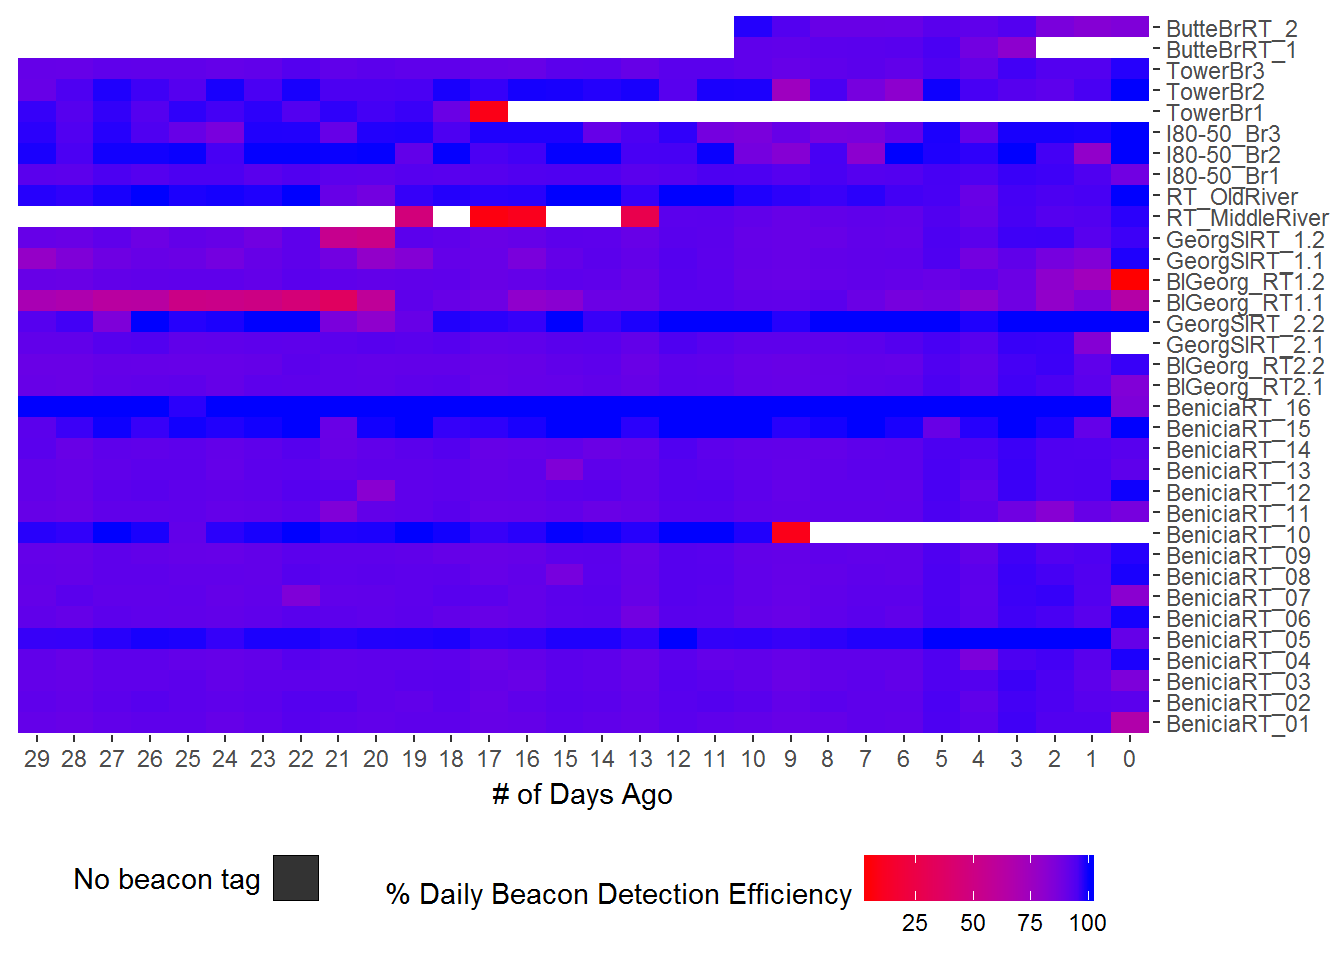 ButteBrRT_2
ButteBrRT_1
TowerBr3
TowerBr2
TowerBr1
I80-50_Br3
I80-50_Br2
I80-50_Br1
RT_OldRiver
RT_MiddleRiver
GeorgSlRT_1.2
GeorgSlRT_1.1
BlGeorg_RT1.2
BlGeorg_RT1.1
GeorgSlRT_2.2
GeorgSlRT_2.1
BlGeorg_RT2.2
BlGeorg_RT2.1
BeniciaRT_16
BeniciaRT_15
BeniciaRT_14
BeniciaRT_13
BeniciaRT_12
BeniciaRT_11
BeniciaRT_10
BeniciaRT_09
BeniciaRT_08
BeniciaRT_07
BeniciaRT_06
BeniciaRT_05
BeniciaRT_04
BeniciaRT_03
BeniciaRT_02
BeniciaRT_01
29 28 27 26 25 24 23 22 21 20 19 18 17 16 15 14 13 12 11 10 9 8 7 6 5 4 3 2 1 0
# of Days Ago
No beacon tag
% Daily Beacon Detection Efficiency
25 50 75 100